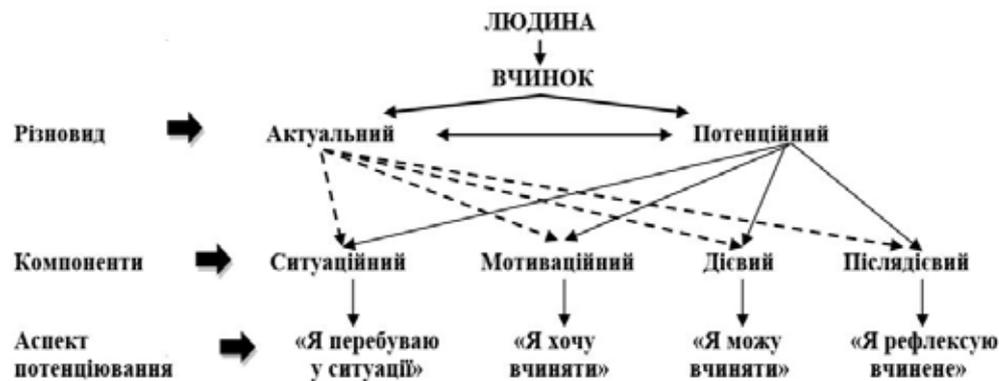 ЛЮДИНА
ВЧИНОК
Різновид
Актуальний
Потенційний
Компоненти
Ситуаційний
Мотиваційний
Дієвий
Післядієвий
Аспект
потенціювання
«Я перебуваю
у ситуації»
«Я хочу
вчиняти»
«Я можу
вчиняти»
«Я рефлексую
вчинене»